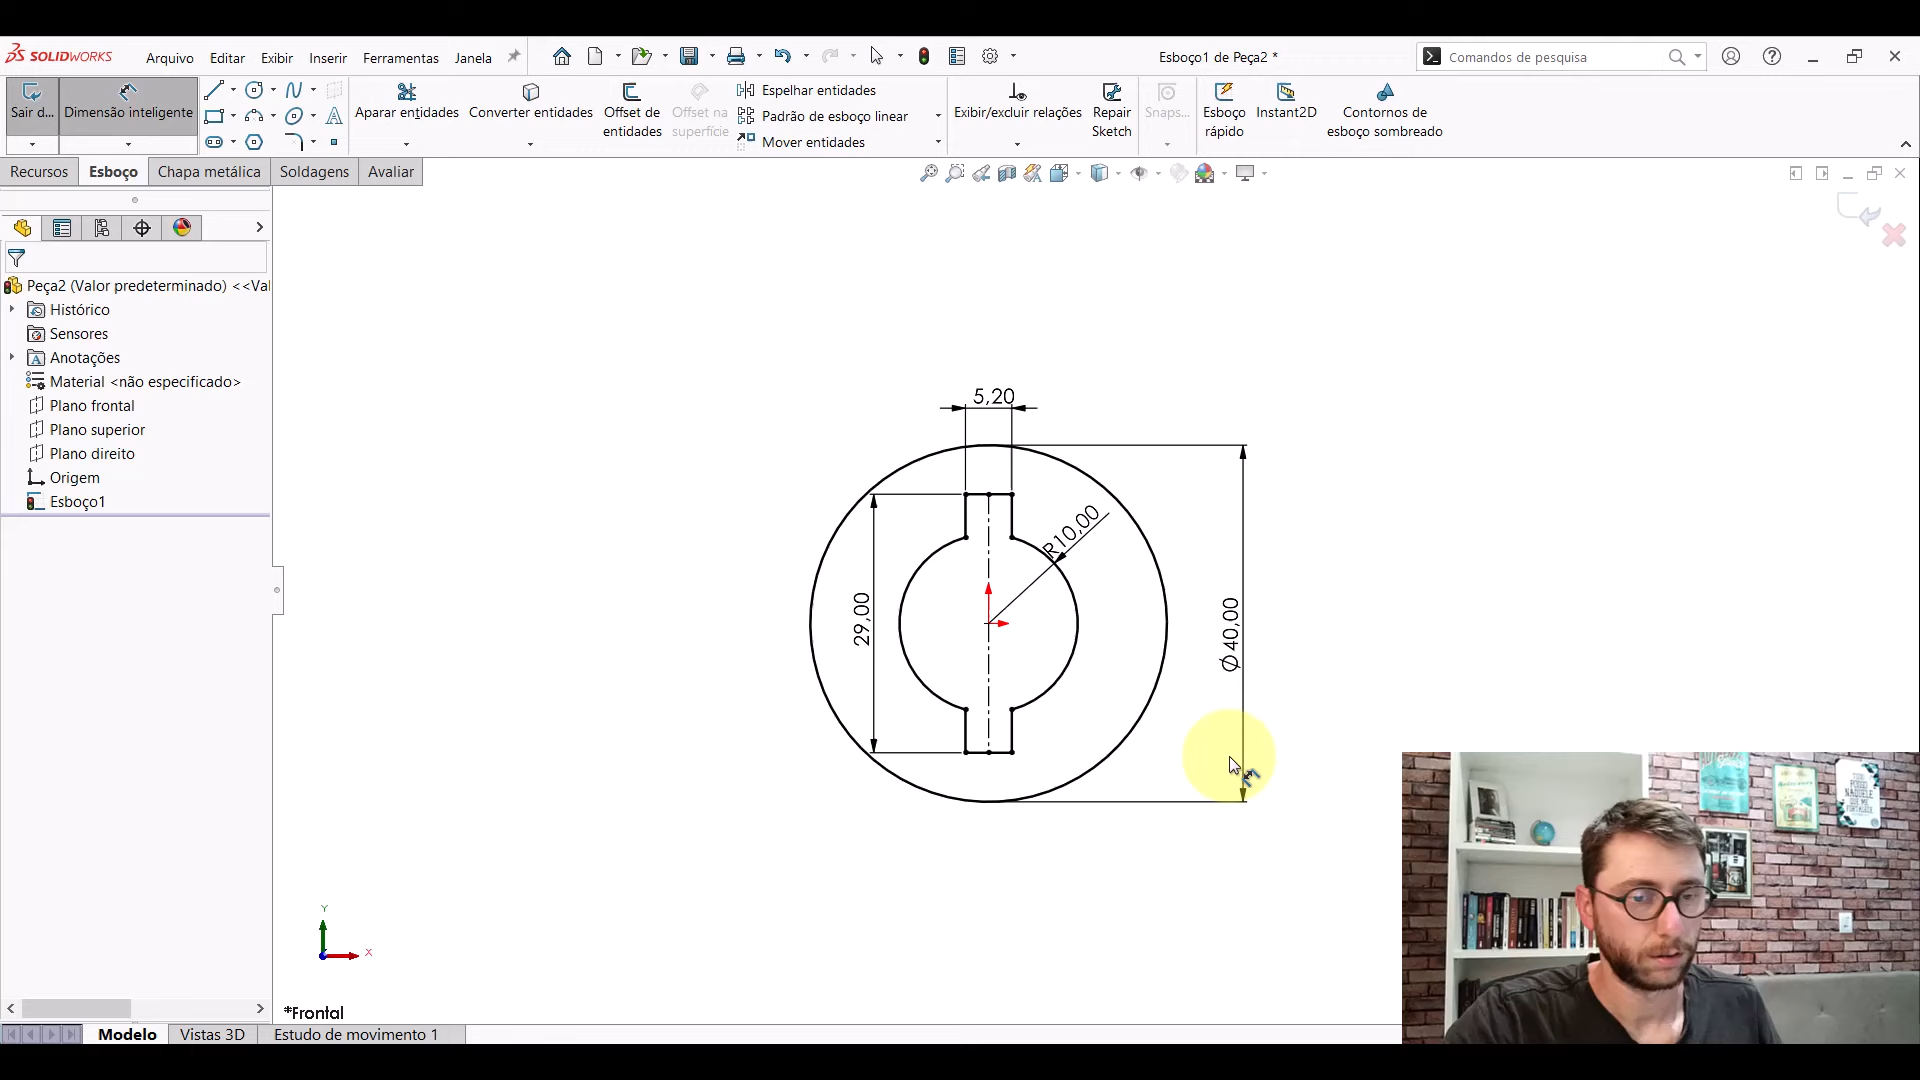 SOLIDWORKS
Arquivo Editar Exibir Inserir Ferramentas Janela
Esboço1 de Peça2 *
Comandos de pesquisa
Sair d...
Dimensão inteligente
Aparar entidades
Converter entidades
Offset de
entidades
Offset na
superfície
Espelhar entidades
Padrão de esboço linear
Mover entidades
Exibir/excluir relações
Repair
Sketch
Snaps...
Esboço
rápido
Instant2D
Contornos de
esboço sombreado
Recursos Esboço Chapa metálica Soldagens Avaliar
Peça2 (Valor predeterminado) <<Val
Histórico
Sensores
Anotações
Material <não especificado>
Plano frontal
Plano superior
Plano direito
Origem
Esboço1
5,20
R10,00
29,00
Ø40,00
Y
X
*Frontal
Modelo Vistas 3D Estudo de movimento 1